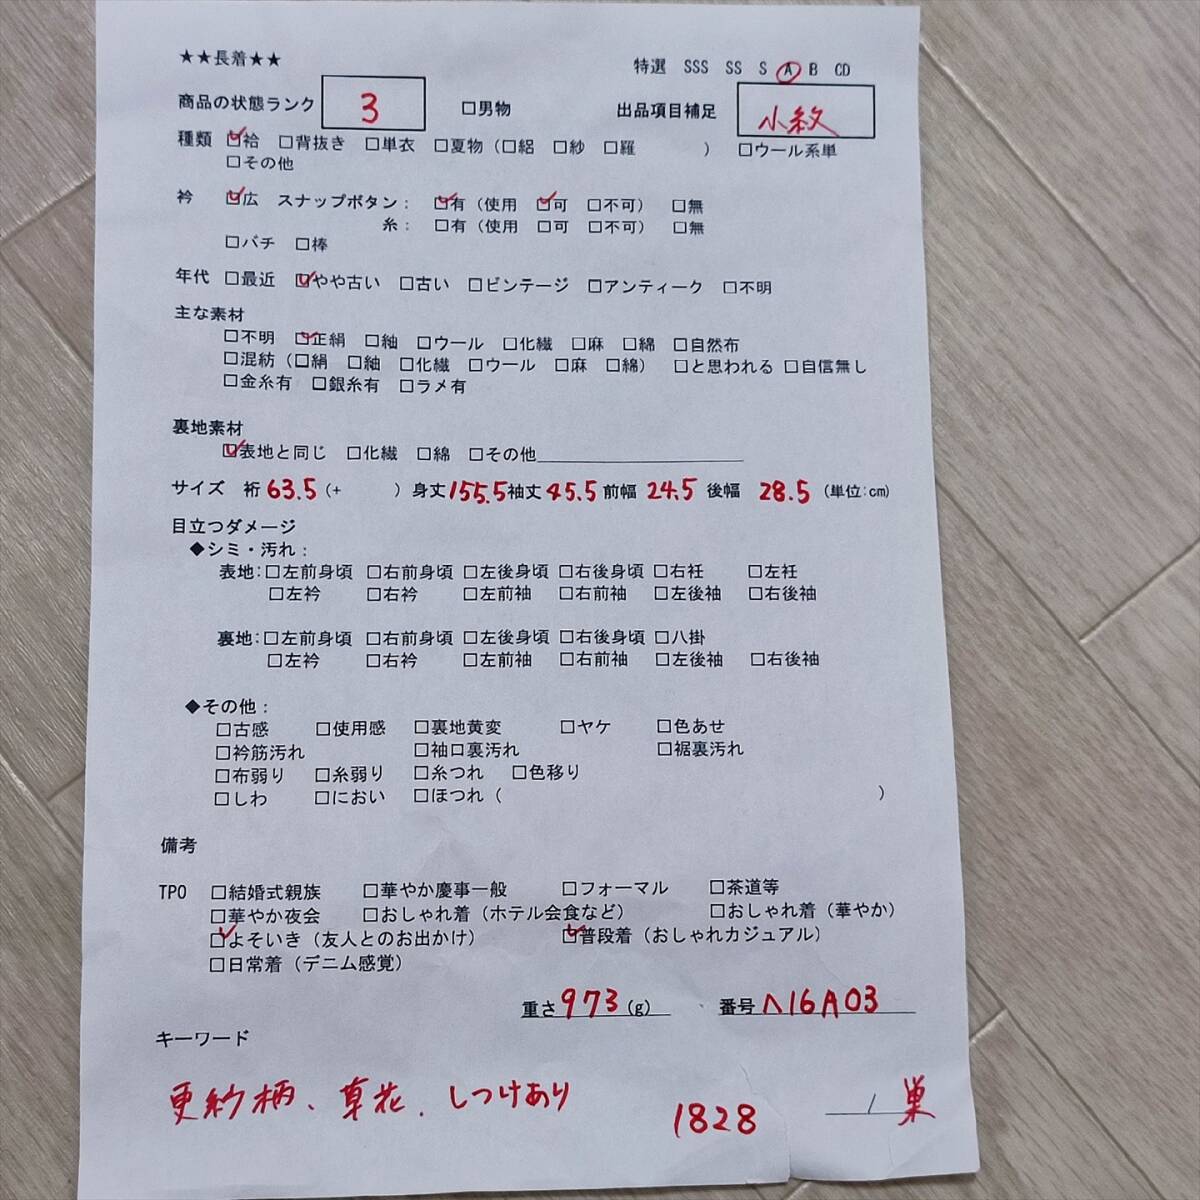 ★★長着★★
特選 SSS SS S A B CD
商品の状態ランク 3 □男物 出品項目補足 小紋
種類 ☑袷 □背抜き □単衣 □夏物（□絽 □紗 □羅 ） □ウール系単
□その他
衿 ☑広 スナップボタン： ☑有（使用 ☑可 □不可） □無
糸： □有（使用 □可 □不可） □無
□バチ □棒
年代 □最近 ☑やや古い □古い □ビンテージ □アンティーク □不明
主な素材
□不明 ☑正絹 □紬 □ウール □化繊 □麻 □綿 □自然布
□混紡（□絹 □紬 □化繊 □ウール □麻 □綿） □と思われる □自信無し
□金糸有 □銀糸有 □ラメ有
裏地素材
☑表地と同じ □化繊 □綿 □その他
サイズ 裄 63.5（+ ）身丈 155.5 袖丈 45.5 前幅 24.5 後幅 28.5 （単位:cm）
目立つダメージ
◆シミ・汚れ：
表地:□左前身頃 □右前身頃 □左後身頃 □右後身頃 □右衽 □左衽
□左衿 □右衿 □左前袖 □右前袖 □左後袖 □右後袖
裏地:□左前身頃 □右前身頃 □左後身頃 □右後身頃 □八掛
□左衿 □右衿 □左前袖 □右前袖 □左後袖 □右後袖
◆その他：
□古感 □使用感 □裏地黄変 □ヤケ □色あせ
□衿筋汚れ □袖口裏汚れ □裾裏汚れ
□布弱り □糸弱り □糸つれ □色移り
□しわ □におい □ほつれ（ ）
備考
TPO □結婚式親族 □華やか慶事一般 □フォーマル □茶道等
□華やか夜会 □おしゃれ着（ホテル会食など） □おしゃれ着（華やか）
☑よそいき（友人とのお出かけ） ☑普段着（おしゃれカジュアル）
□日常着（デニム感覚）
重さ 973 (g) 番号 ハ16A03
キーワード
更紗柄、草花、しつけあり
1828 / 巣